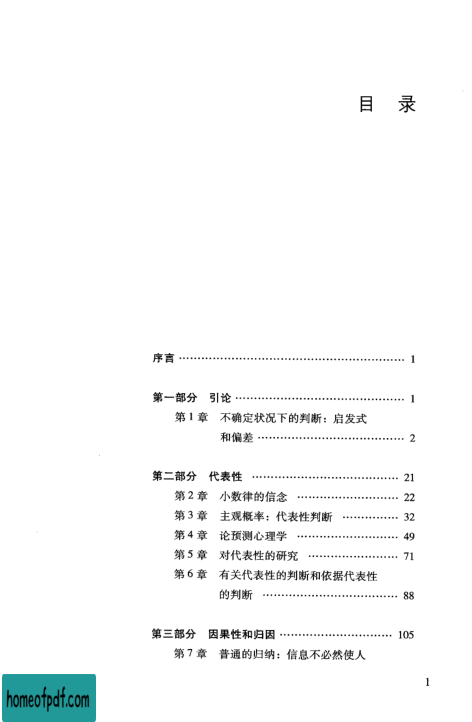 目 录
序言 ………………………………………………… 1
第一部分 引论 ……………………………………… 1
第1章 不确定状况下的判断：启发式
和偏差 ………………………………… 2
第二部分 代表性 ………………………………… 21
第2章 小数律的信念 ……………………… 22
第3章 主观概率：代表性判断 …………… 32
第4章 论预测心理学 ……………………… 49
第5章 对代表性的研究 …………………… 71
第6章 有关代表性的判断和依据代表性
的判断 ……………………………… 88
第三部分 因果性和归因 ………………………… 105
第7章 普通的归纳：信息不必然使人
1
homeofpdf.com